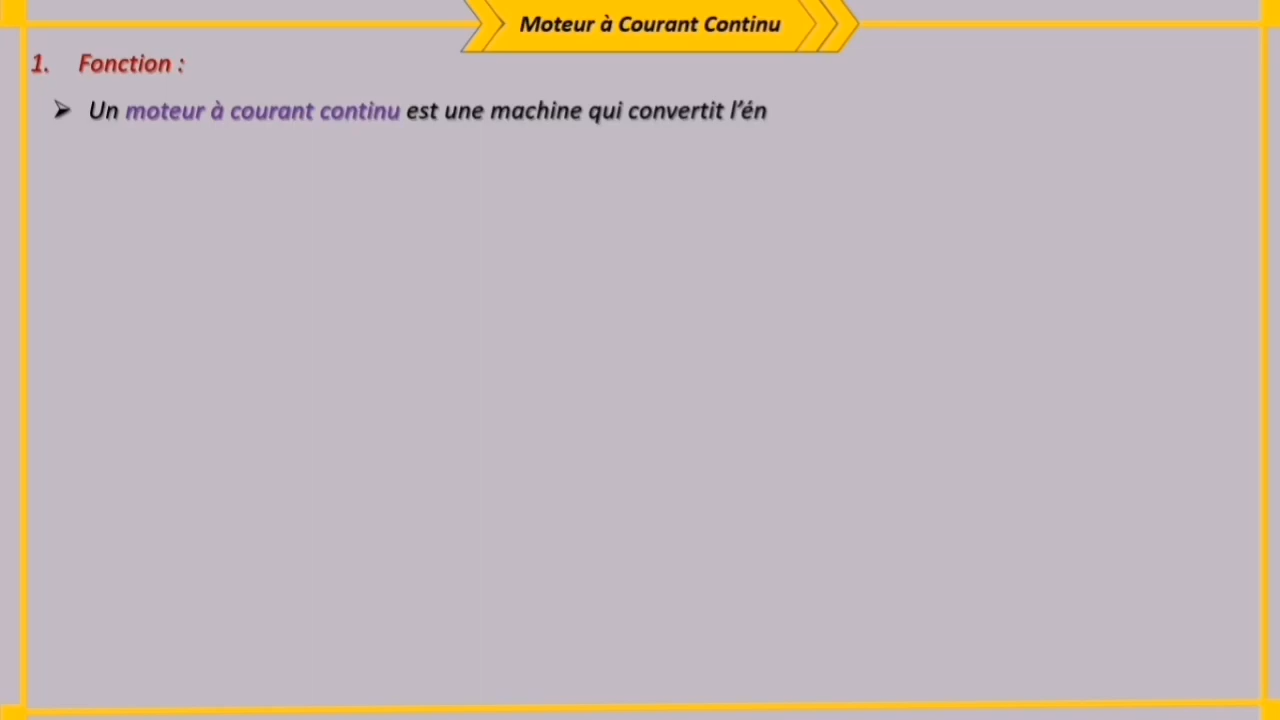 Moteur à Courant Continu
1. Fonction :
➢ Un moteur à courant continu est une machine qui convertit l’én